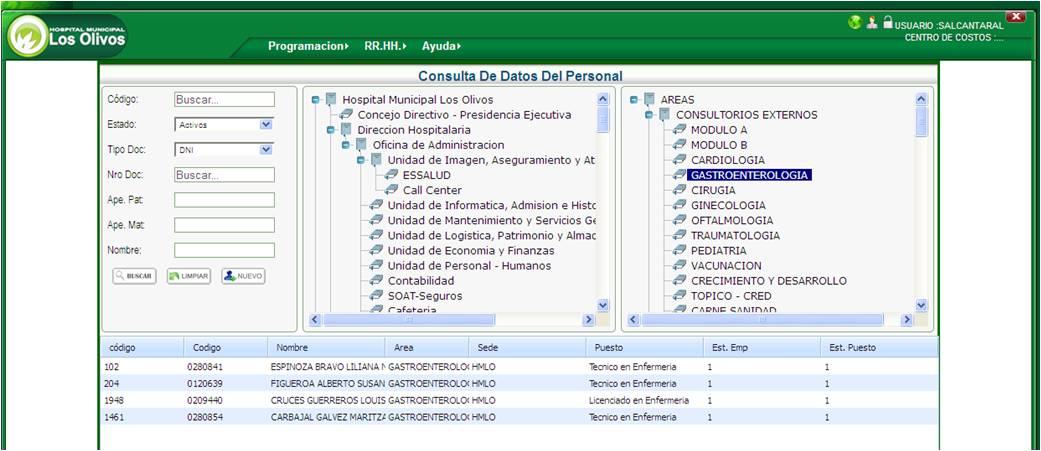 HOSPITAL MUNICIPAL
Los Olivos
USUARIO :SALCANTARAL
CENTRO DE COSTOS :...
Programacion RR.HH. Ayuda
Consulta De Datos Del Personal
Código: Buscar...
Estado: Activos
Tipo Doc: DNI
Nro Doc: Buscar...
Ape. Pat:
Ape. Mat:
Nombre:
BUSCAR LIMPIAR NUEVO
Hospital Municipal Los Olivos
Concejo Directivo - Presidencia Ejecutiva
Direccion Hospitalaria
Oficina de Administracion
Unidad de Imagen, Aseguramiento y At
ESSALUD
Call Center
Unidad de Informatica, Admision e Histo
Unidad de Mantenimiento y Servicios Ge
Unidad de Logistica, Patrimonio y Almac
Unidad de Economia y Finanzas
Unidad de Personal - Humanos
Contabilidad
SOAT-Seguros
Cafeteria
AREAS
CONSULTORIOS EXTERNOS
MODULO A
MODULO B
CARDIOLOGIA
GASTROENTEROLOGIA
CIRUGIA
GINECOLOGIA
OFTALMOLOGIA
TRAUMATOLOGIA
PEDIATRIA
VACUNACION
CRECIMIENTO Y DESARROLLO
TOPICO - CRED
CARNE SANIDAD
código Codigo Nombre Area Sede Puesto Est. Emp Est. Puesto
102 0280841 ESPINOZA BRAVO LILIANA N GASTROENTEROLO( HMLO Tecnico en Enfermeria 1 1
204 0120639 FIGUEROA ALBERTO SUSAN GASTROENTEROLO( HMLO Tecnico en Enfermeria 1 1
1948 0209440 CRUCES GUERREROS LOUIS GASTROENTEROLO( HMLO Licenciado en Enfermeria 1 1
1461 0280854 CARBAJAL GALVEZ MARITZA GASTROENTEROLO( HMLO Tecnico en Enfermeria 1 1